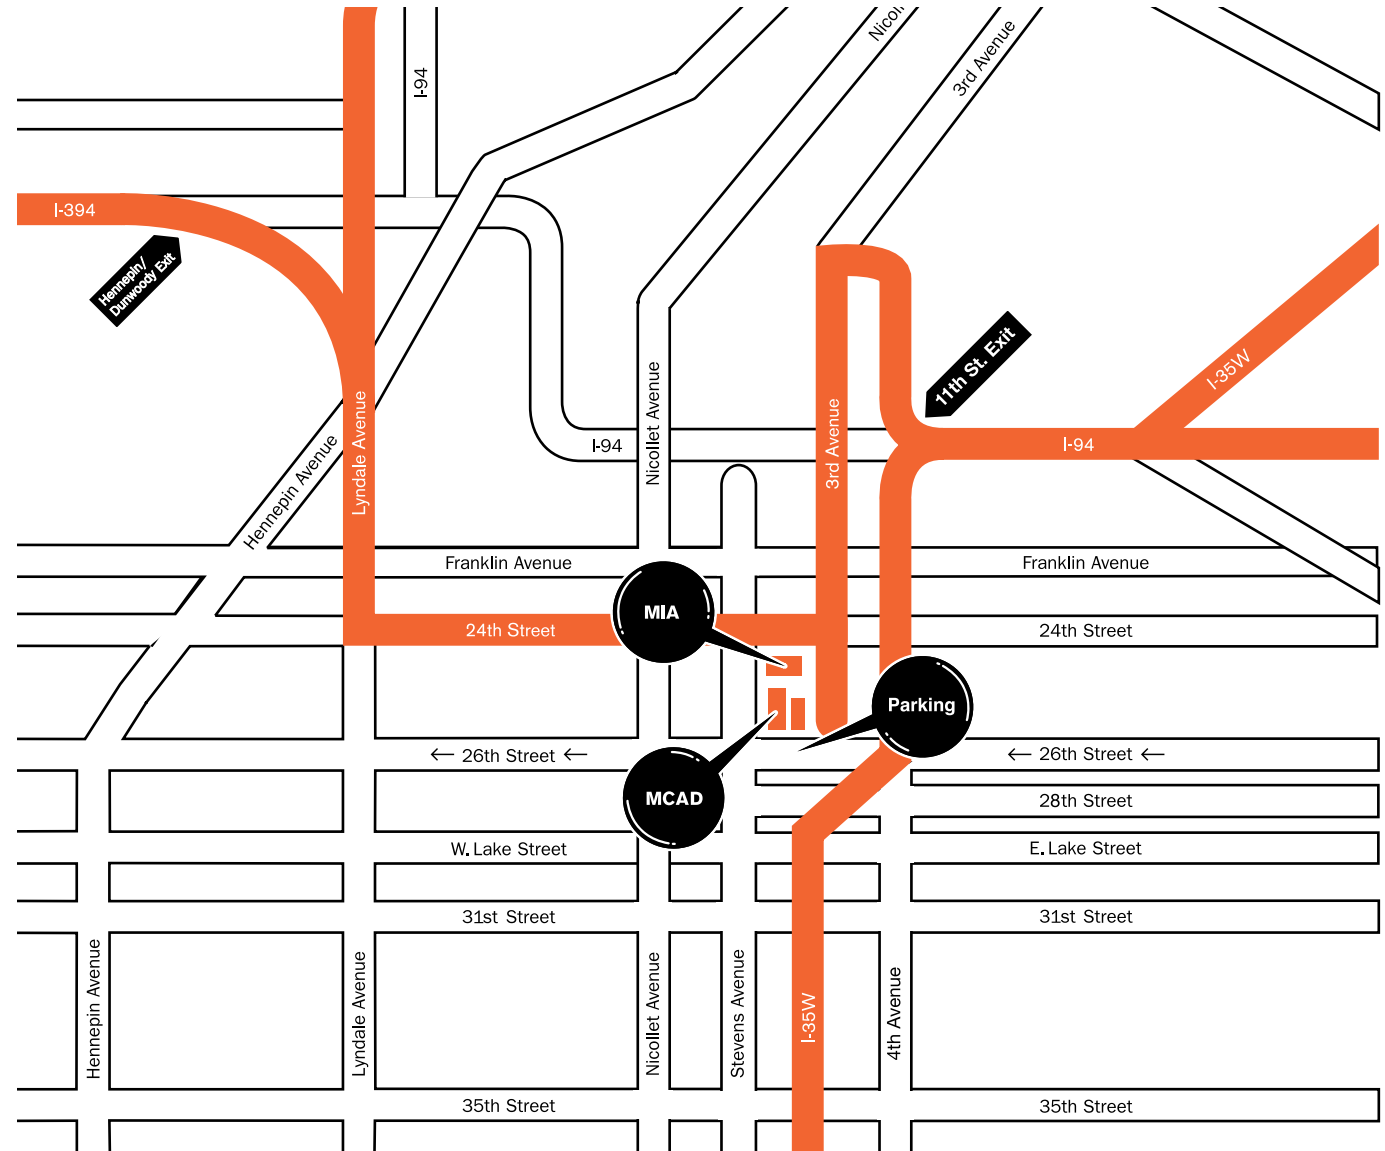 I-94
Nicoll
3rd Avenue
I-394
Hennepin/
Dunwoody Exit
11th St. Exit
I-35W
Lyndale Avenue
Nicollet Avenue
3rd Avenue
I-94
I-94
Hennepin Avenue
Franklin Avenue
Franklin Avenue
MIA
24th Street
24th Street
Parking
← 26th Street ←
← 26th Street ←
MCAD
28th Street
W. Lake Street
E. Lake Street
31st Street
31st Street
Hennepin Avenue
Lyndale Avenue
Nicollet Avenue
Stevens Avenue
I-35W
4th Avenue
35th Street
35th Street